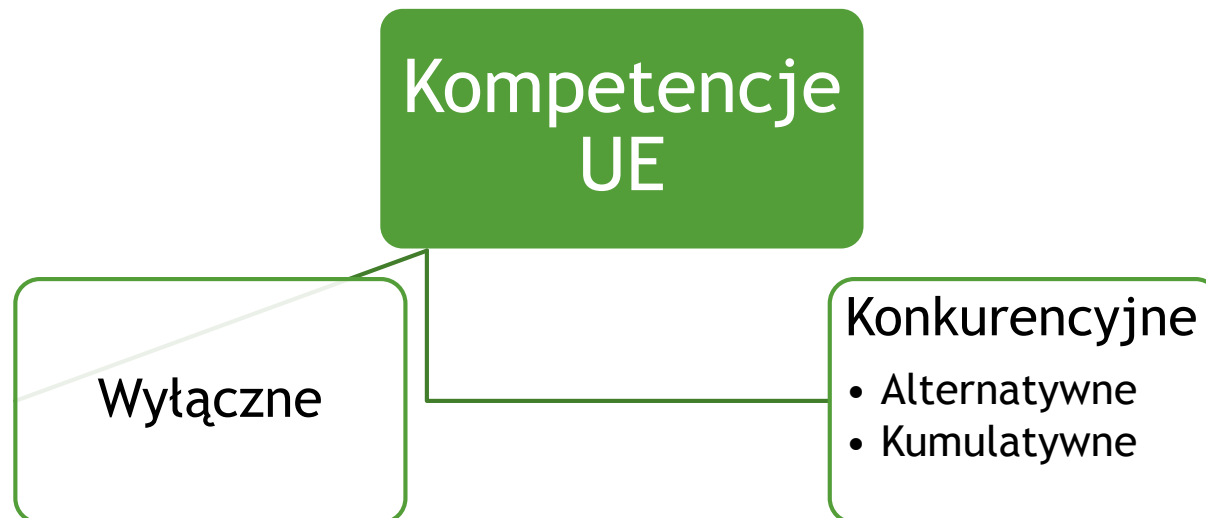 Kompetencje
UE
Wyłączne
Konkurencyjne
• Alternatywne
• Kumulatywne